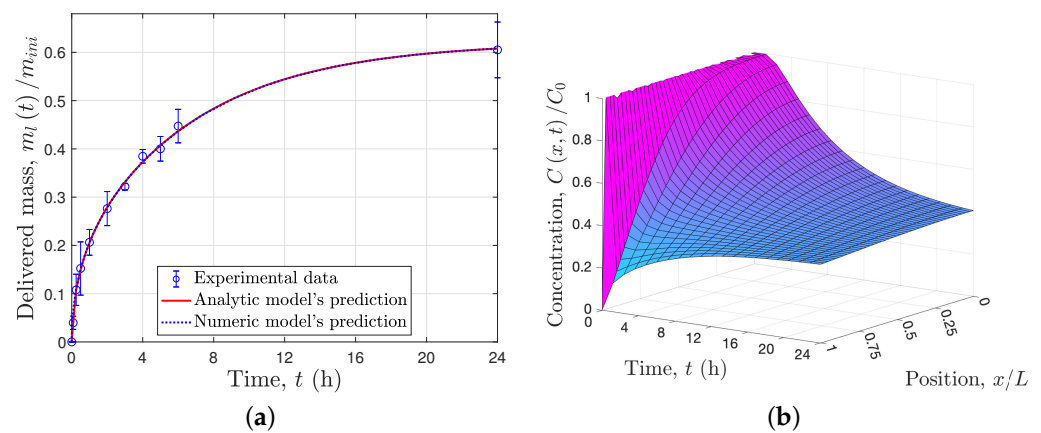 Delivered mass, m_l (t) /m_ini
0.6
0.5
0.4
0.3
0.2
0.1
0
Experimental data
Analytic model's prediction
Numeric model's prediction
0 4 8 12 16 20 24
Time, t (h)
(a)
Concentration, C (x, t) /C_0
1
0.8
0.6
0.4
0.2
0
0 4 8 12 16 20 24
Time, t (h)
1 0.75 0.5 0.25 0
Position, x/L
(b)